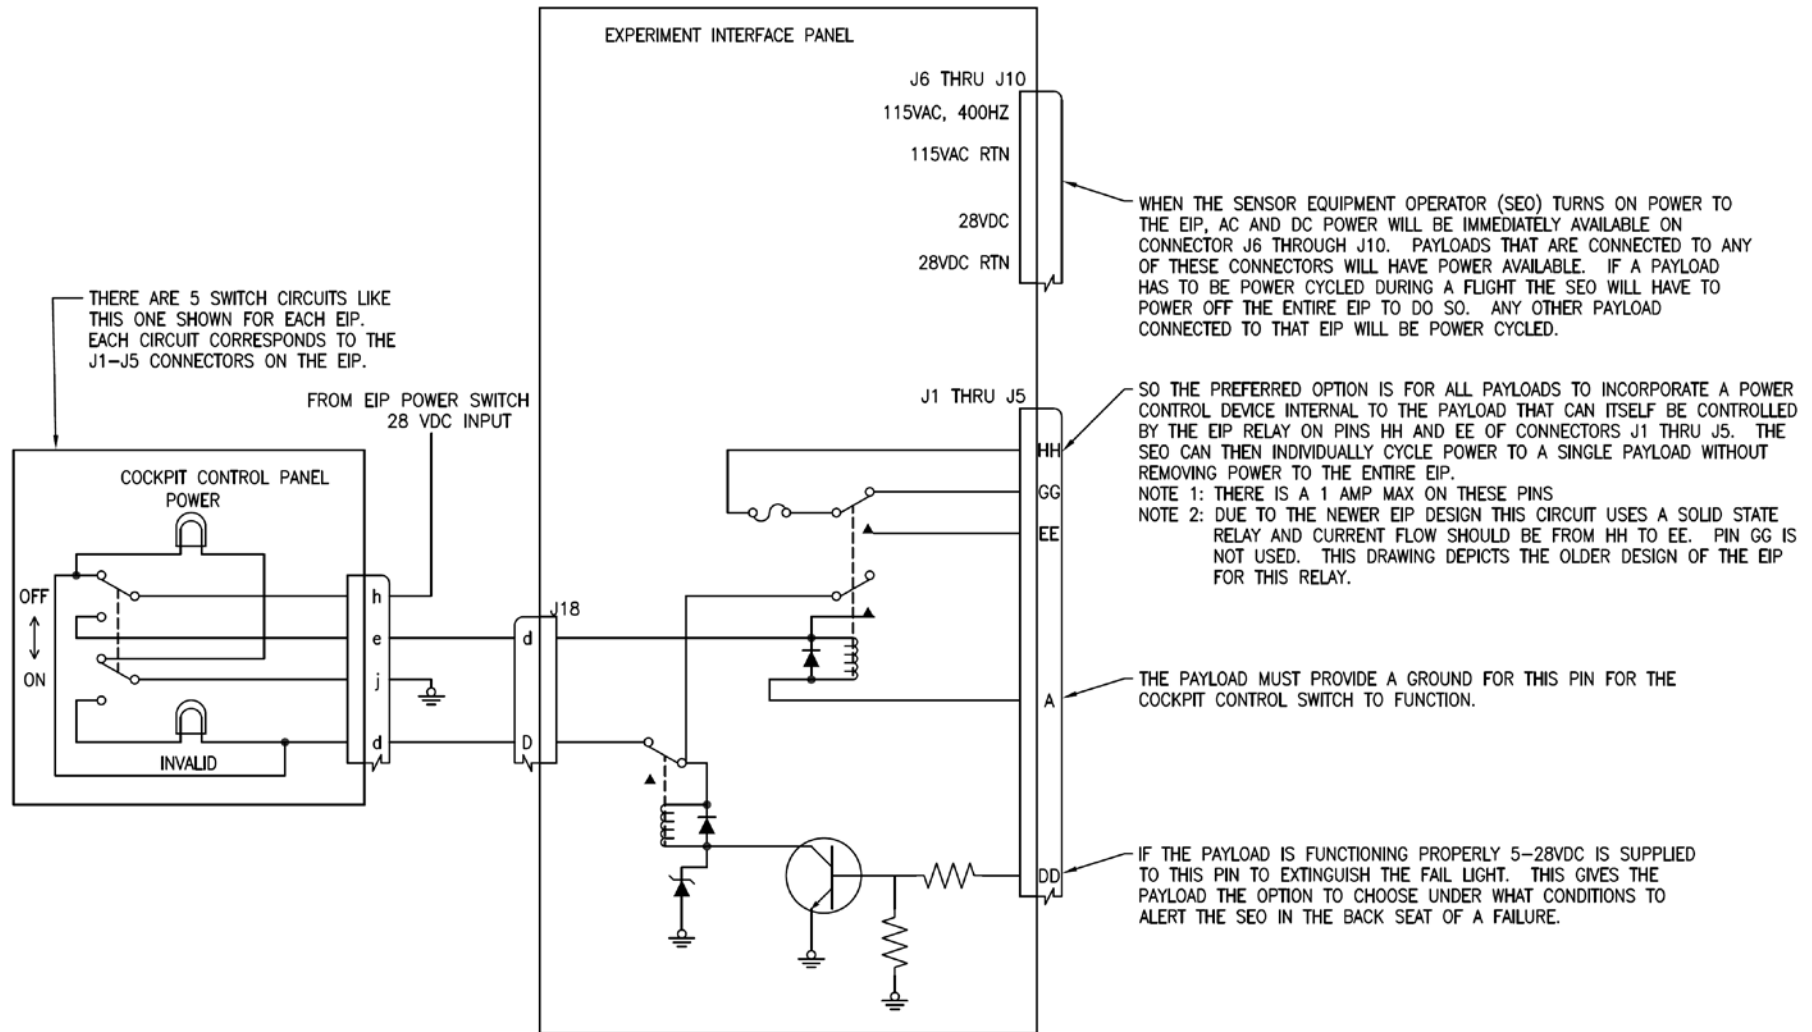 EXPERIMENT INTERFACE PANEL
J6 THRU J10
115VAC, 400HZ
115VAC RTN
28VDC
28VDC RTN
WHEN THE SENSOR EQUIPMENT OPERATOR (SEO) TURNS ON POWER TO
THE EIP, AC AND DC POWER WILL BE IMMEDIATELY AVAILABLE ON
CONNECTOR J6 THROUGH J10. PAYLOADS THAT ARE CONNECTED TO ANY
OF THESE CONNECTORS WILL HAVE POWER AVAILABLE. IF A PAYLOAD
HAS TO BE POWER CYCLED DURING A FLIGHT THE SEO WILL HAVE TO
POWER OFF THE ENTIRE EIP TO DO SO. ANY OTHER PAYLOAD
CONNECTED TO THAT EIP WILL BE POWER CYCLED.
THERE ARE 5 SWITCH CIRCUITS LIKE
THIS ONE SHOWN FOR EACH EIP.
EACH CIRCUIT CORRESPONDS TO THE
J1-J5 CONNECTORS ON THE EIP.
FROM EIP POWER SWITCH
28 VDC INPUT
J1 THRU J5
HH
GG
EE
SO THE PREFERRED OPTION IS FOR ALL PAYLOADS TO INCORPORATE A POWER
CONTROL DEVICE INTERNAL TO THE PAYLOAD THAT CAN ITSELF BE CONTROLLED
BY THE EIP RELAY ON PINS HH AND EE OF CONNECTORS J1 THRU J5. THE
SEO CAN THEN INDIVIDUALLY CYCLE POWER TO A SINGLE PAYLOAD WITHOUT
REMOVING POWER TO THE ENTIRE EIP.
NOTE 1: THERE IS A 1 AMP MAX ON THESE PINS
NOTE 2: DUE TO THE NEWER EIP DESIGN THIS CIRCUIT USES A SOLID STATE
RELAY AND CURRENT FLOW SHOULD BE FROM HH TO EE. PIN GG IS
NOT USED. THIS DRAWING DEPICTS THE OLDER DESIGN OF THE EIP
FOR THIS RELAY.
COCKPIT CONTROL PANEL
POWER
OFF
ON
INVALID
h
e
j
d
J18
d
D
A
THE PAYLOAD MUST PROVIDE A GROUND FOR THIS PIN FOR THE
COCKPIT CONTROL SWITCH TO FUNCTION.
DD
IF THE PAYLOAD IS FUNCTIONING PROPERLY 5-28VDC IS SUPPLIED
TO THIS PIN TO EXTINGUISH THE FAIL LIGHT. THIS GIVES THE
PAYLOAD THE OPTION TO CHOOSE UNDER WHAT CONDITIONS TO
ALERT THE SEO IN THE BACK SEAT OF A FAILURE.